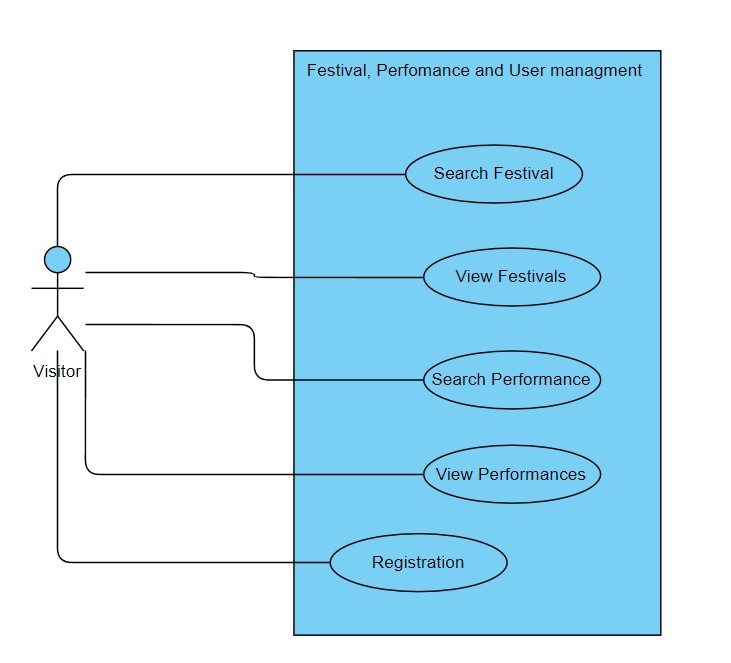 Festival, Perfomance and User managment
Search Festival
View Festivals
Search Performance
Visitor
View Performances
Registration